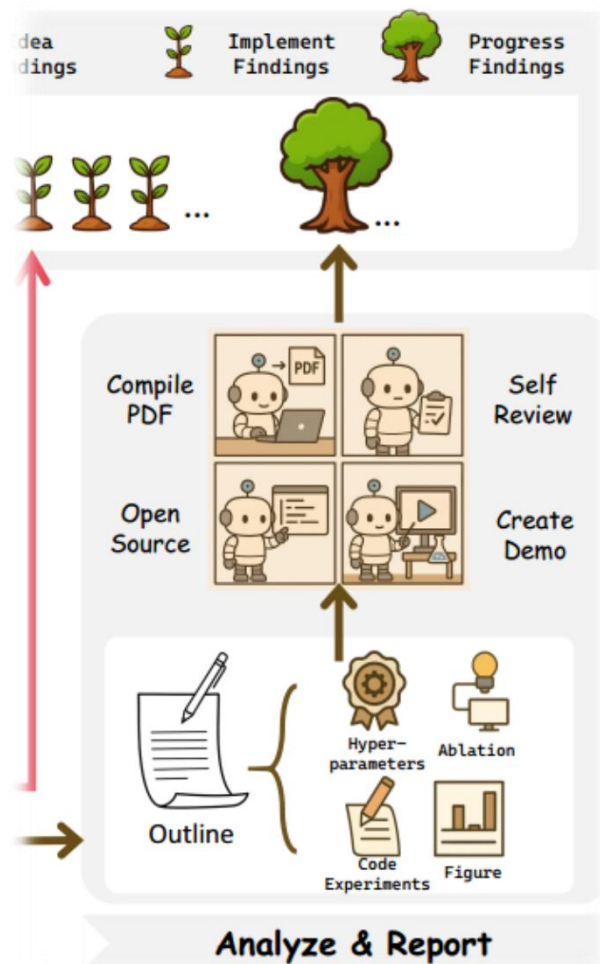 Implement
Findings
Progress
Findings
...
...
Compile
PDF
PDF
Self
Review
Open
Source
Create
Demo
Outline
Hyper-
parameters
Ablation
Code
Experiments
Figure
Analyze & Report